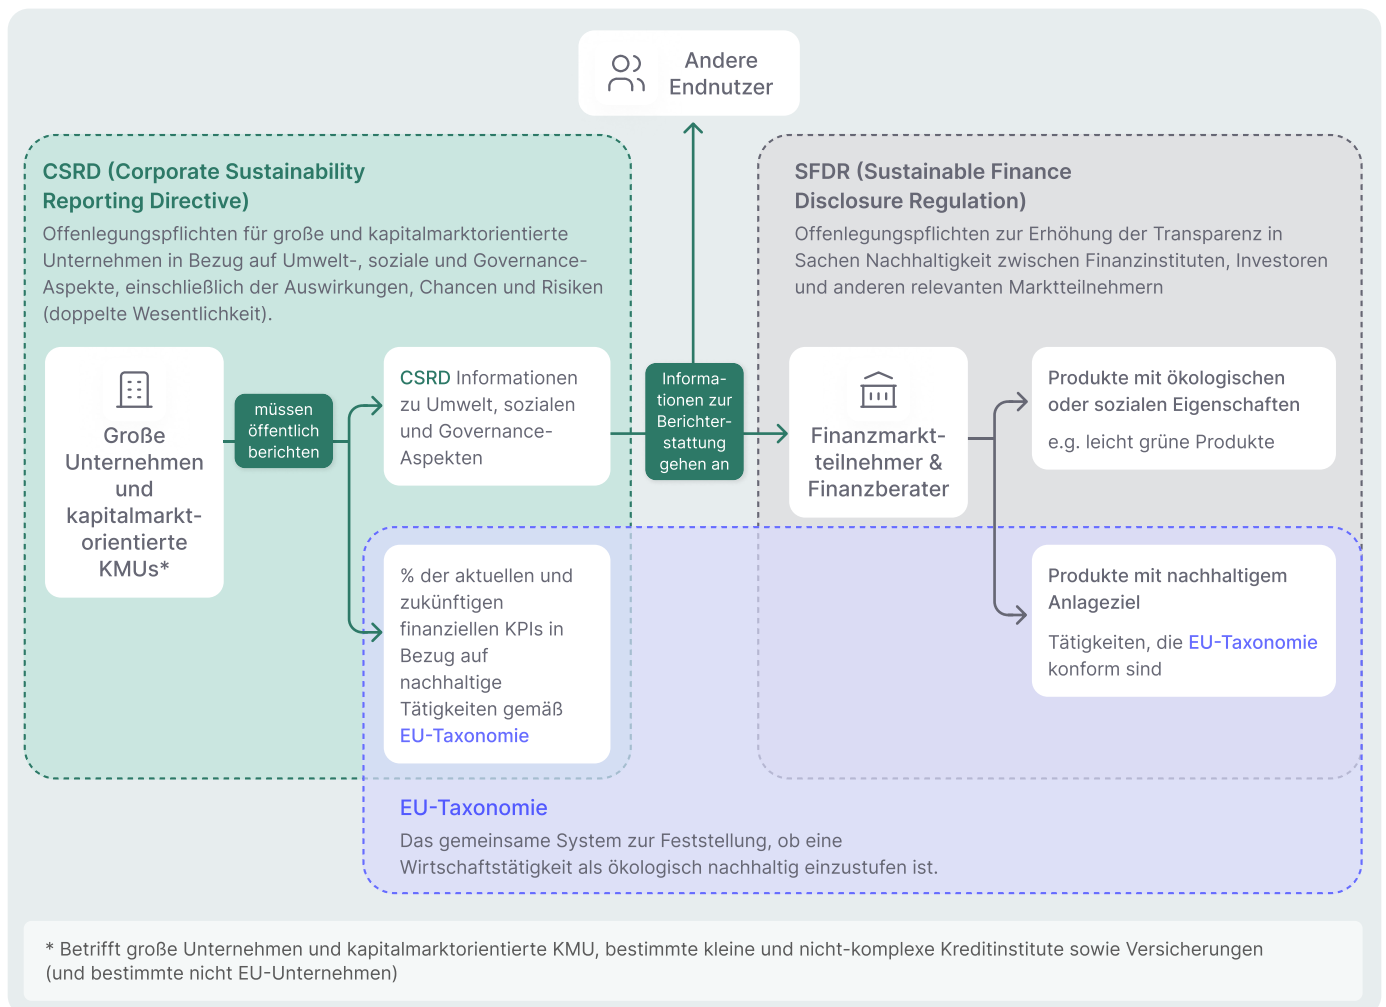 Andere
Endnutzer
CSRD (Corporate Sustainability
Reporting Directive)
Offenlegungspflichten für große und kapitalmarktorientierte
Unternehmen in Bezug auf Umwelt-, soziale und Governance-
Aspekte, einschließlich der Auswirkungen, Chancen und Risiken
(doppelte Wesentlichkeit).
Große
Unternehmen
und
kapitalmarkt-
orientierte
KMUs*
müssen
öffentlich
berichten
CSRD Informationen
zu Umwelt, sozialen
und Governance-
Aspekten
% der aktuellen und
zukünftigen
finanziellen KPIs in
Bezug auf
nachhaltige
Tätigkeiten gemäß
EU-Taxonomie
Informa-
tionen zur
Berichter-
stattung
gehen an
SFDR (Sustainable Finance
Disclosure Regulation)
Offenlegungspflichten zur Erhöhung der Transparenz in
Sachen Nachhaltigkeit zwischen Finanzinstituten, Investoren
und anderen relevanten Marktteilnehmern
Finanzmarkt-
teilnehmer &
Finanzberater
Produkte mit ökologischen
oder sozialen Eigenschaften
e.g. leicht grüne Produkte
Produkte mit nachhaltigem
Anlageziel
Tätigkeiten, die EU-Taxonomie
konform sind
EU-Taxonomie
Das gemeinsame System zur Feststellung, ob eine
Wirtschaftstätigkeit als ökologisch nachhaltig einzustufen ist.
* Betrifft große Unternehmen und kapitalmarktorientierte KMU, bestimmte kleine und nicht-komplexe Kreditinstitute sowie Versicherungen
(und bestimmte nicht EU-Unternehmen)